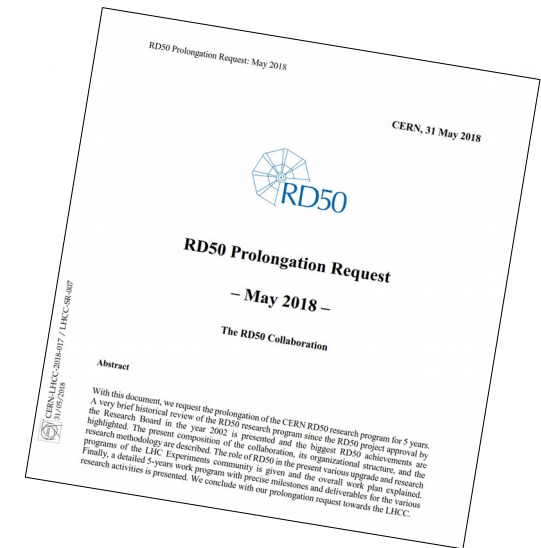 RD50 Prolongation Request: May 2018
CERN, 31 May 2018
RD50
RD50 Prolongation Request
– May 2018 –
The RD50 Collaboration
CERN-LHCC-2018-017 / LHCC-SR-007
31/05/2018
Abstract
With this document, we request the prolongation of the CERN RD50 research program for 5 years.
A very brief historical review of the RD50 research program since the RD50 project approval by
the Research Board in the year 2002 is presented and the biggest RD50 achievements are
highlighted. The present composition of the collaboration, its organizational structure, and the
research methodology are described. The role of RD50 in the present various upgrade and research
programs of the LHC Experiments community is given and the overall work plan explained.
Finally, a detailed 5-years work program with precise milestones and deliverables for the various
research activities is presented. We conclude with our prolongation request towards the LHCC.